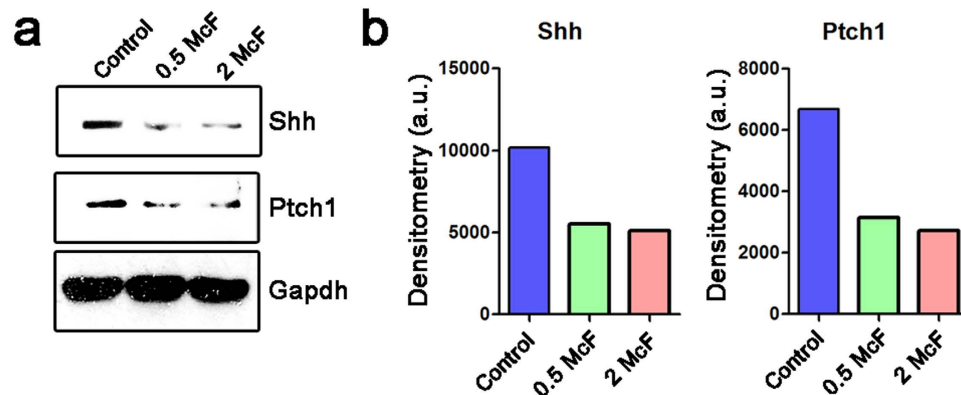 a
Control 0.5 McF 2 McF
Shh
Ptch1
Gapdh
b
Shh
Densitometry (a.u.)
15000
10000
5000
0
Control 0.5 McF 2 McF
Ptch1
Densitometry (a.u.)
8000
6000
4000
2000
0
Control 0.5 McF 2 McF